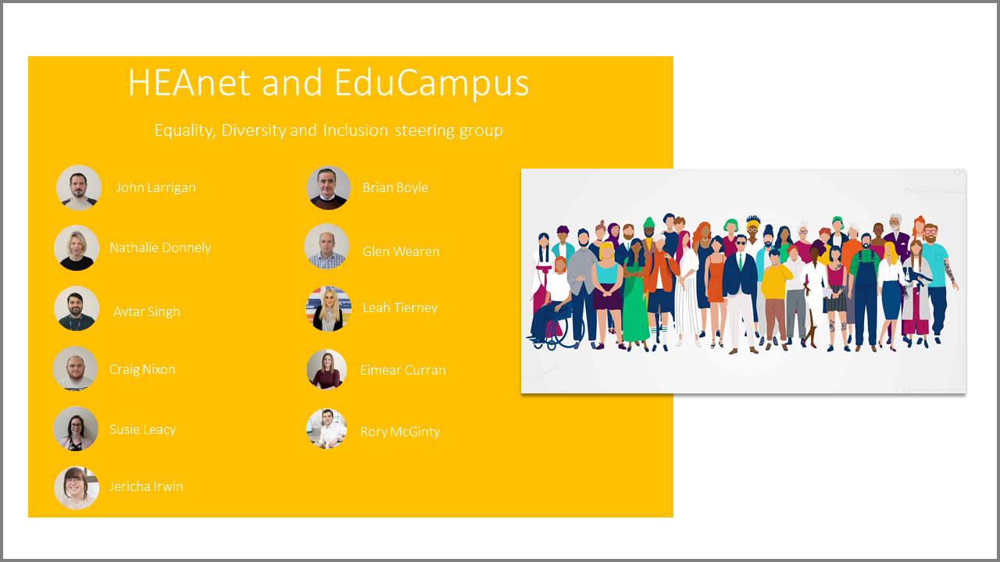 HEAnet and EduCampus
Equality, Diversity and Inclusion steering group
John Larrigan
Nathalie Donnely
Avtar Singh
Craig Nixon
Susie Leacy
Jericha Irwin
Brian Boyle
Glen Wearen
Leah Tierney
Eimear Curran
Rory McGinty